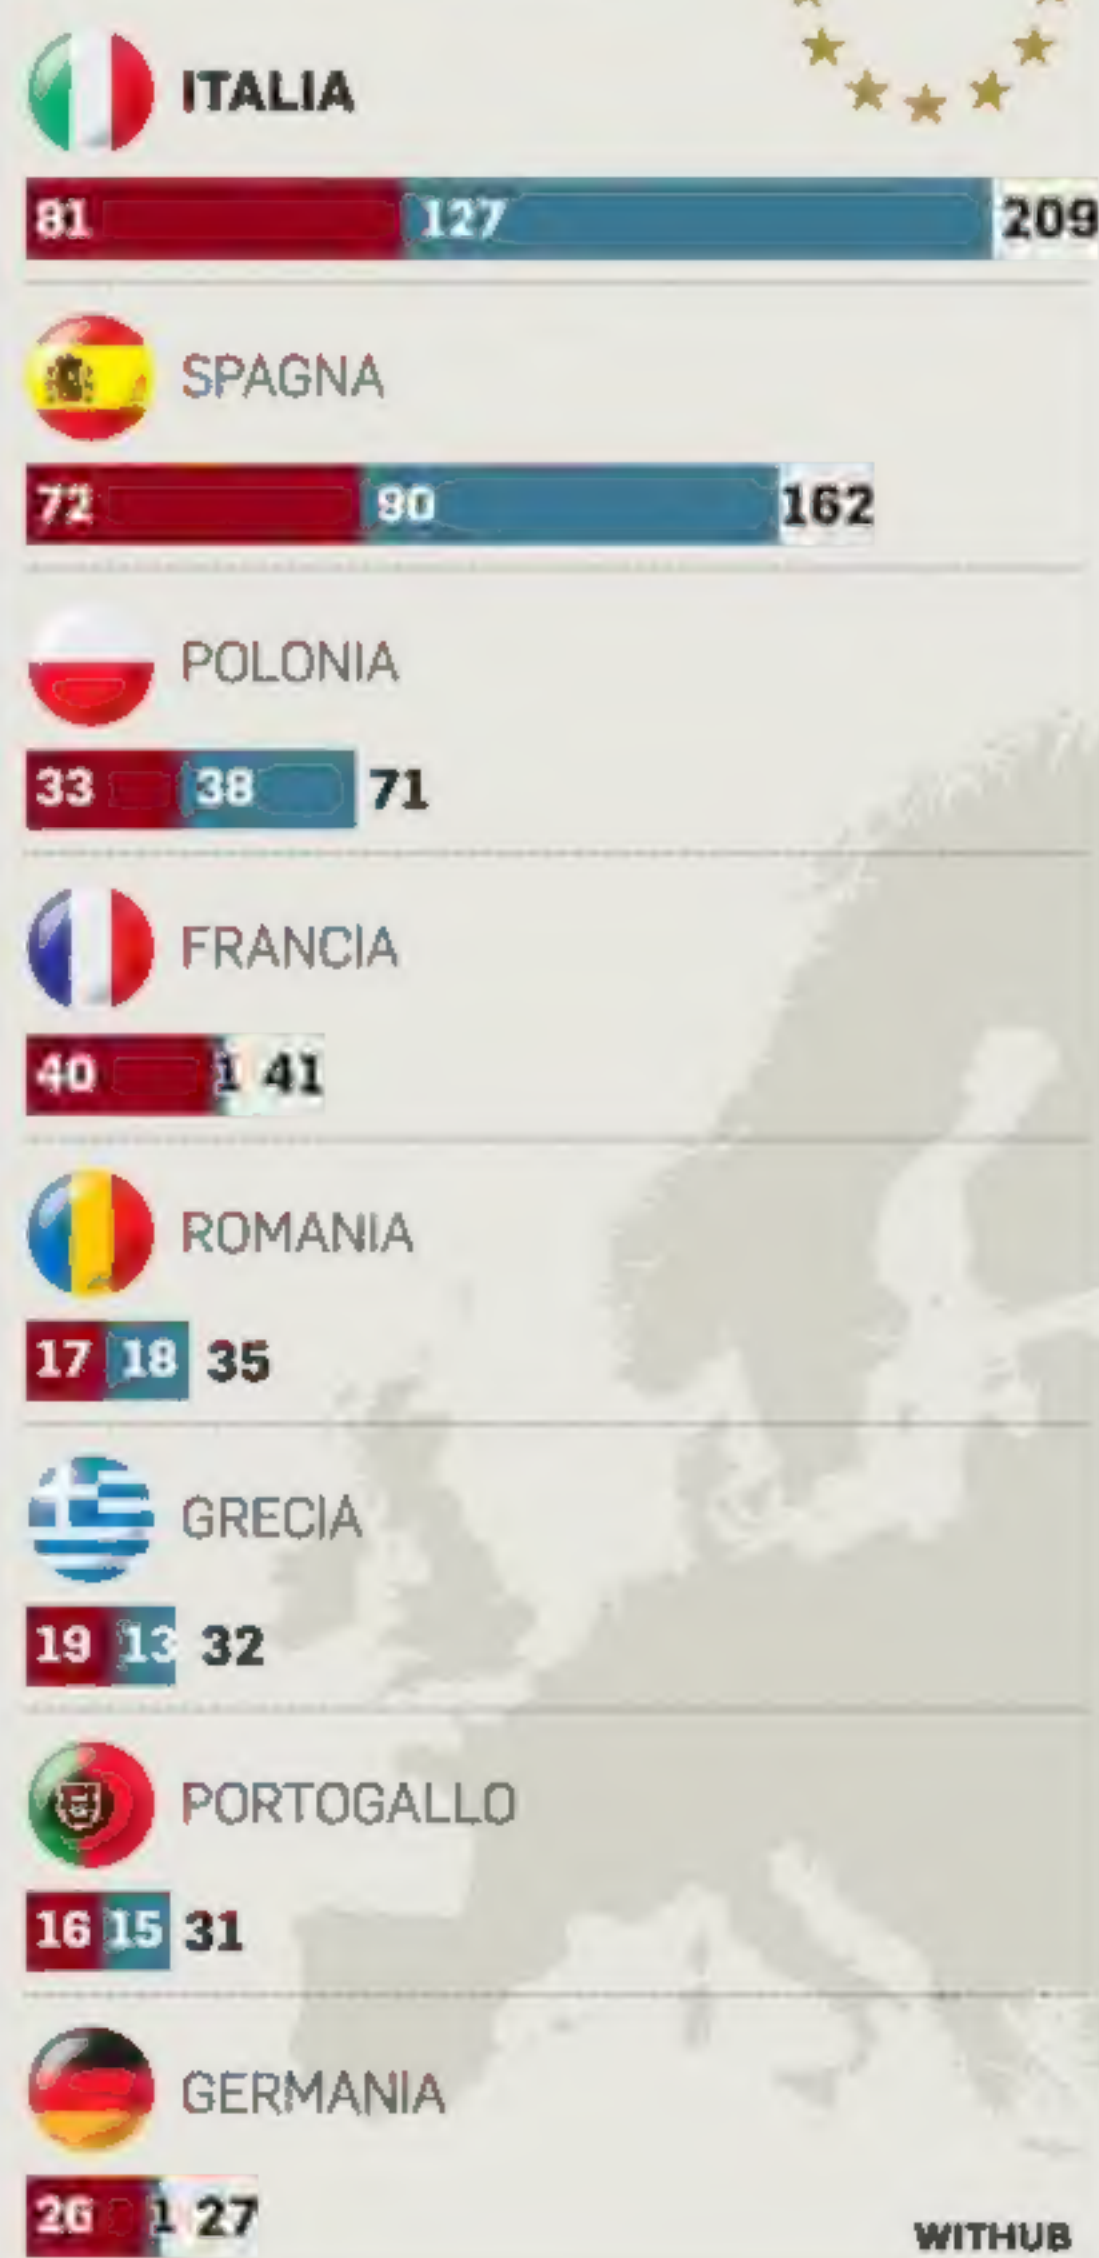 ITALIA
81 127 209
SPAGNA
72 90 162
POLONIA
33 38 71
FRANCIA
40 1 41
ROMANIA
17 18 35
GRECIA
19 13 32
PORTOGALLO
16 15 31
GERMANIA
26 1 27
WITHUB